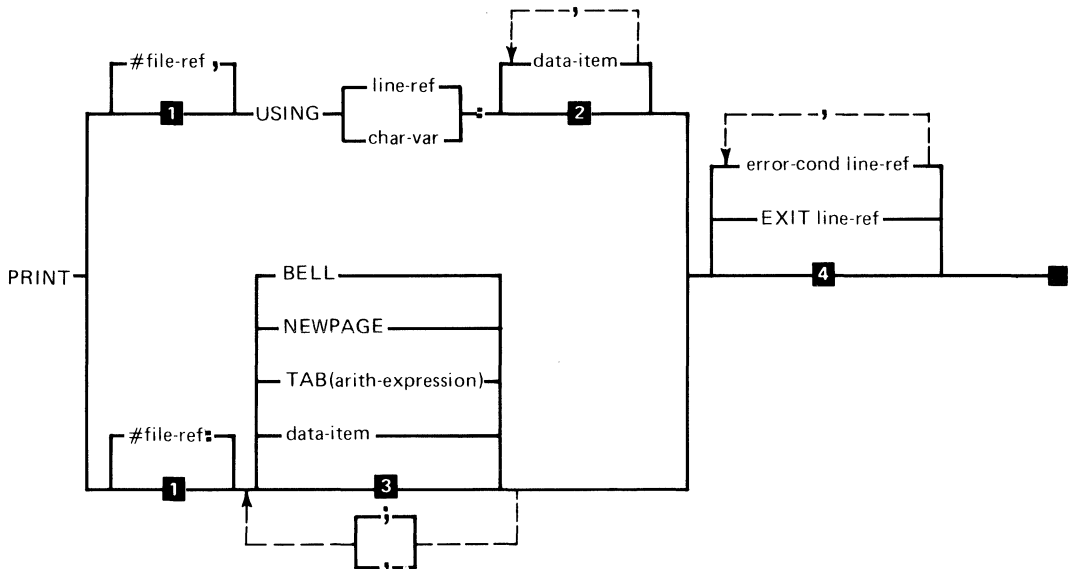 ,
#file-ref,
data-item
line-ref
1
USING
:
2
char-var
,
error-cond line-ref
EXIT line-ref
PRINT
4
BELL
NEWPAGE
TAB(arith-expression)
data-item
#file-ref:
1
3
;
,